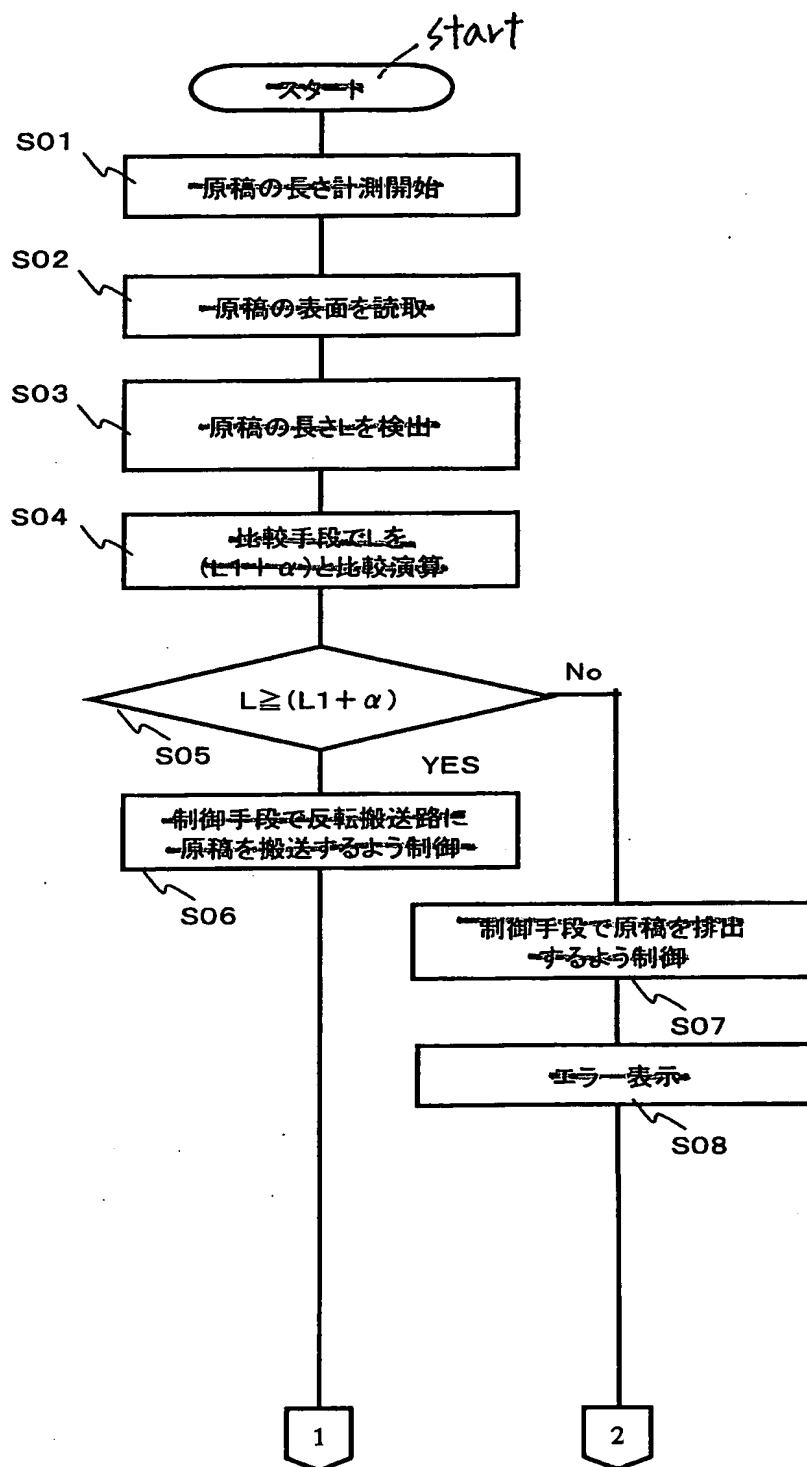 start
スタート
S01
原稿の長さ計測開始
S02
原稿の表面を読取
S03
原稿の長さLを検出
S04
比較手段でLを
(L1+α)と比較演算
L≧(L1+α)
No
S05
YES
制御手段で反転搬送路に
原稿を搬送するよう制御
S06
制御手段で原稿を排出
するよう制御
S07
エラー表示
S08
1
2